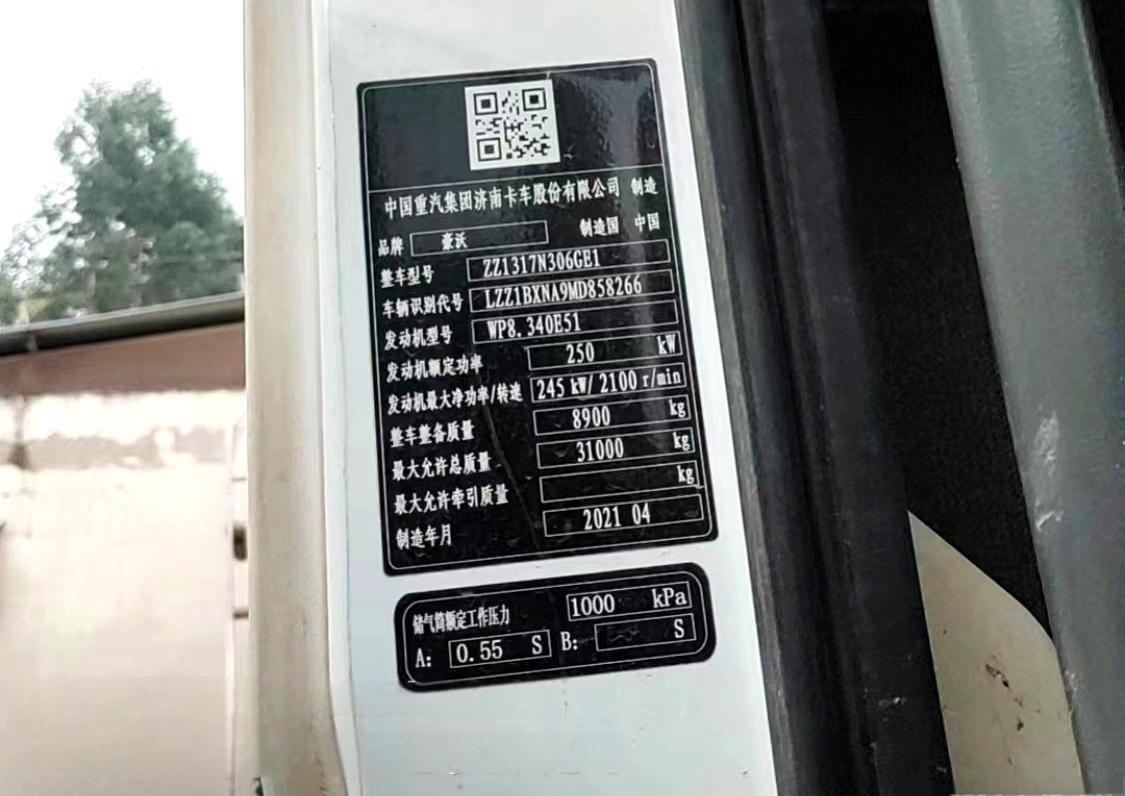 中国重汽集团济南卡车股份有限公司 制造
品牌 豪沃 制造国 中国
整车型号 ZZ1317N306GE1
车辆识别代号 LZZ1BXNA9MD858266
发动机型号 WP8.340E51
发动机额定功率 250 kW
发动机最大净功率/转速 245 kW/ 2100 r/min
整车整备质量 8900 kg
最大允许总质量 31000 kg
最大允许牵引质量 kg
制造年月 2021 04
储气筒额定工作压力 1000 kPa
A: 0.55 S B: S